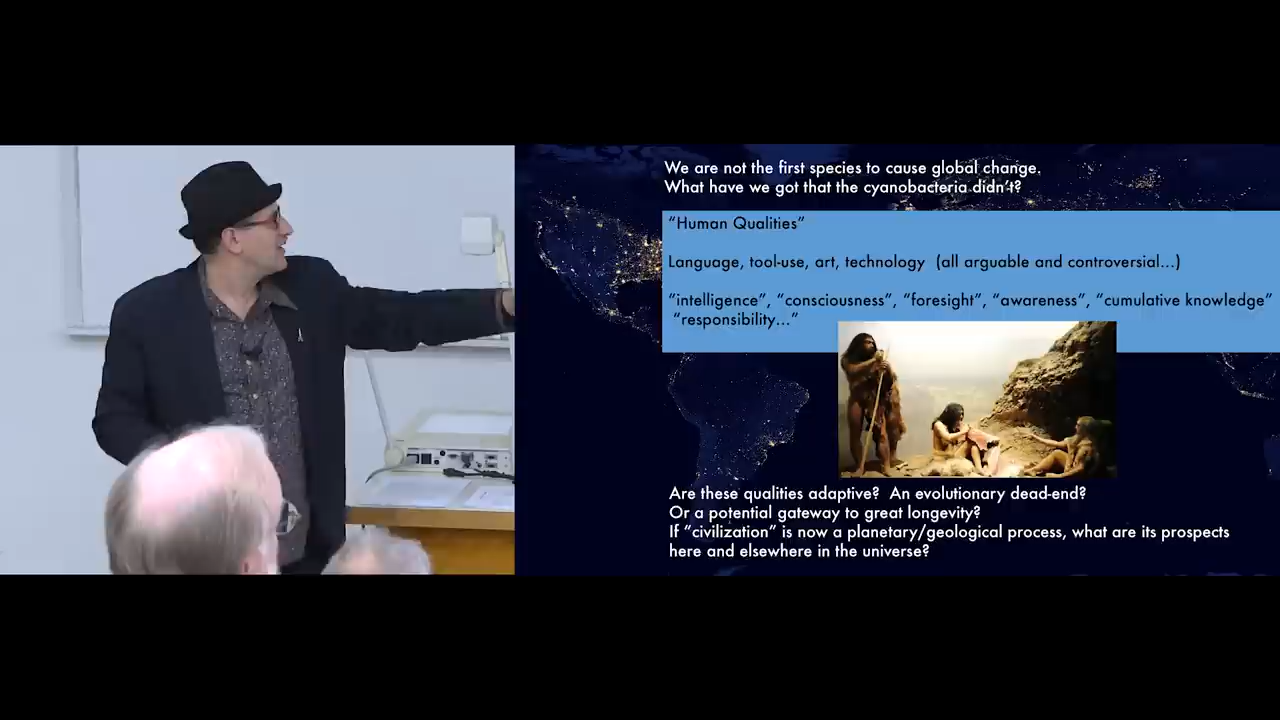 We are not the first species to cause global change.
What have we got that the cyanobacteria didn't?
“Human Qualities”
Language, tool-use, art, technology  (all arguable and controversial...)
“intelligence”, “consciousness”, “foresight”, “awareness”, “cumulative knowledge”
“responsibility...”
Are these qualities adaptive?  An evolutionary dead-end?
Or a potential gateway to great longevity?
If “civilization” is now a planetary/geological process, what are its prospects
here and elsewhere in the universe?